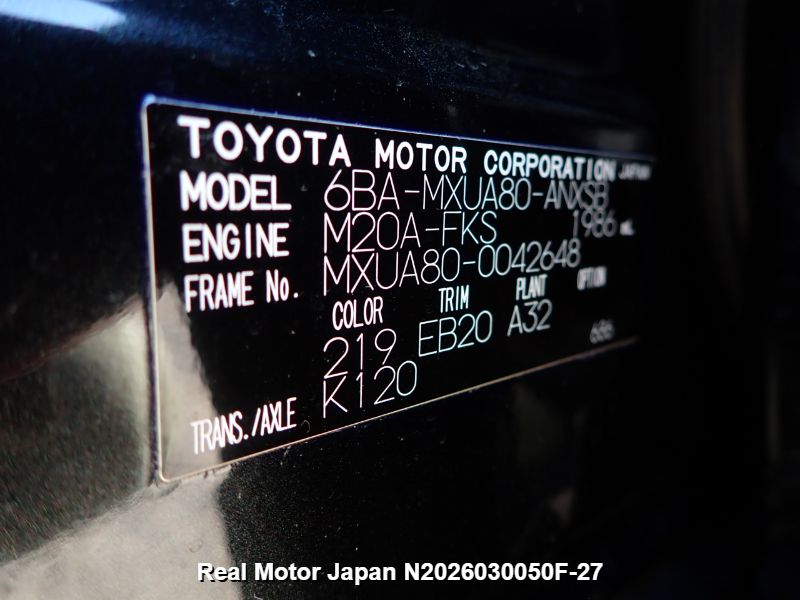 TOYOTA MOTOR CORPORATION JAPAN
MODEL 6BA-MXUA80-ANXSB
ENGINE M20A-FKS 1986 mL
FRAME No. MXUA80-0042648
COLOR TRIM PLANT OPTION
219 EB20 A32 686
TRANS./AXLE K120
Real Motor Japan N2026030050F-27